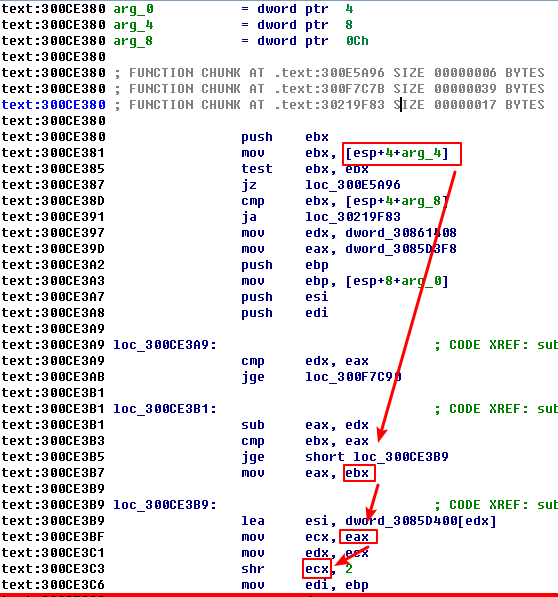 text:300CE380 arg_0 = dword ptr 4
text:300CE380 arg_4 = dword ptr 8
text:300CE380 arg_8 = dword ptr 0Ch
text:300CE380
text:300CE380 ; FUNCTION CHUNK AT .text:300E5A96 SIZE 00000006 BYTES
text:300CE380 ; FUNCTION CHUNK AT .text:300F7C7B SIZE 00000039 BYTES
text:300CE380 ; FUNCTION CHUNK AT .text:30219F83 SIZE 00000017 BYTES
text:300CE380
text:300CE380 push ebx
text:300CE381 mov ebx, [esp+4+arg_4]
text:300CE385 test ebx, ebx
text:300CE387 jz loc_300E5A96
text:300CE38D cmp ebx, [esp+4+arg_8]
text:300CE391 ja loc_30219F83
text:300CE397 mov edx, dword_30861408
text:300CE39D mov eax, dword_3085D3F8
text:300CE3A2 push ebp
text:300CE3A3 mov ebp, [esp+8+arg_0]
text:300CE3A7 push esi
text:300CE3A8 push edi
text:300CE3A9
text:300CE3A9 loc_300CE3A9: ; CODE XREF: sub
text:300CE3A9 cmp edx, eax
text:300CE3AB jge loc_300F7C90
text:300CE3B1
text:300CE3B1 loc_300CE3B1: ; CODE XREF: sub
text:300CE3B1 sub eax, edx
text:300CE3B3 cmp ebx, eax
text:300CE3B5 jge short loc_300CE3B9
text:300CE3B7 mov eax, ebx
text:300CE3B9
text:300CE3B9 loc_300CE3B9: ; CODE XREF: sub
text:300CE3B9 lea esi, dword_3085D400[edx]
text:300CE3BF mov ecx, eax
text:300CE3C1 mov edx, ecx
text:300CE3C3 shr ecx, 2
text:300CE3C6 mov edi, ebp